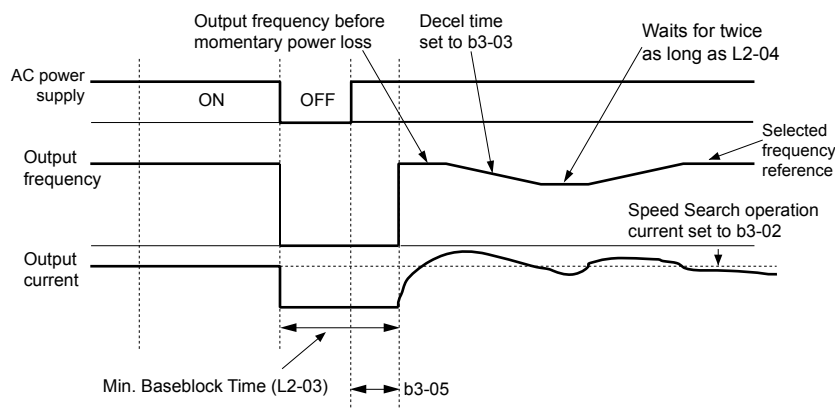 Output frequency before
momentary power loss
Decel time
set to b3-03
Waits for twice
as long as L2-04
AC power
supply
ON
OFF
Output
frequency
Selected
frequency
reference
Speed Search operation
current set to b3-02
Output
current
Min. Baseblock Time (L2-03)
b3-05